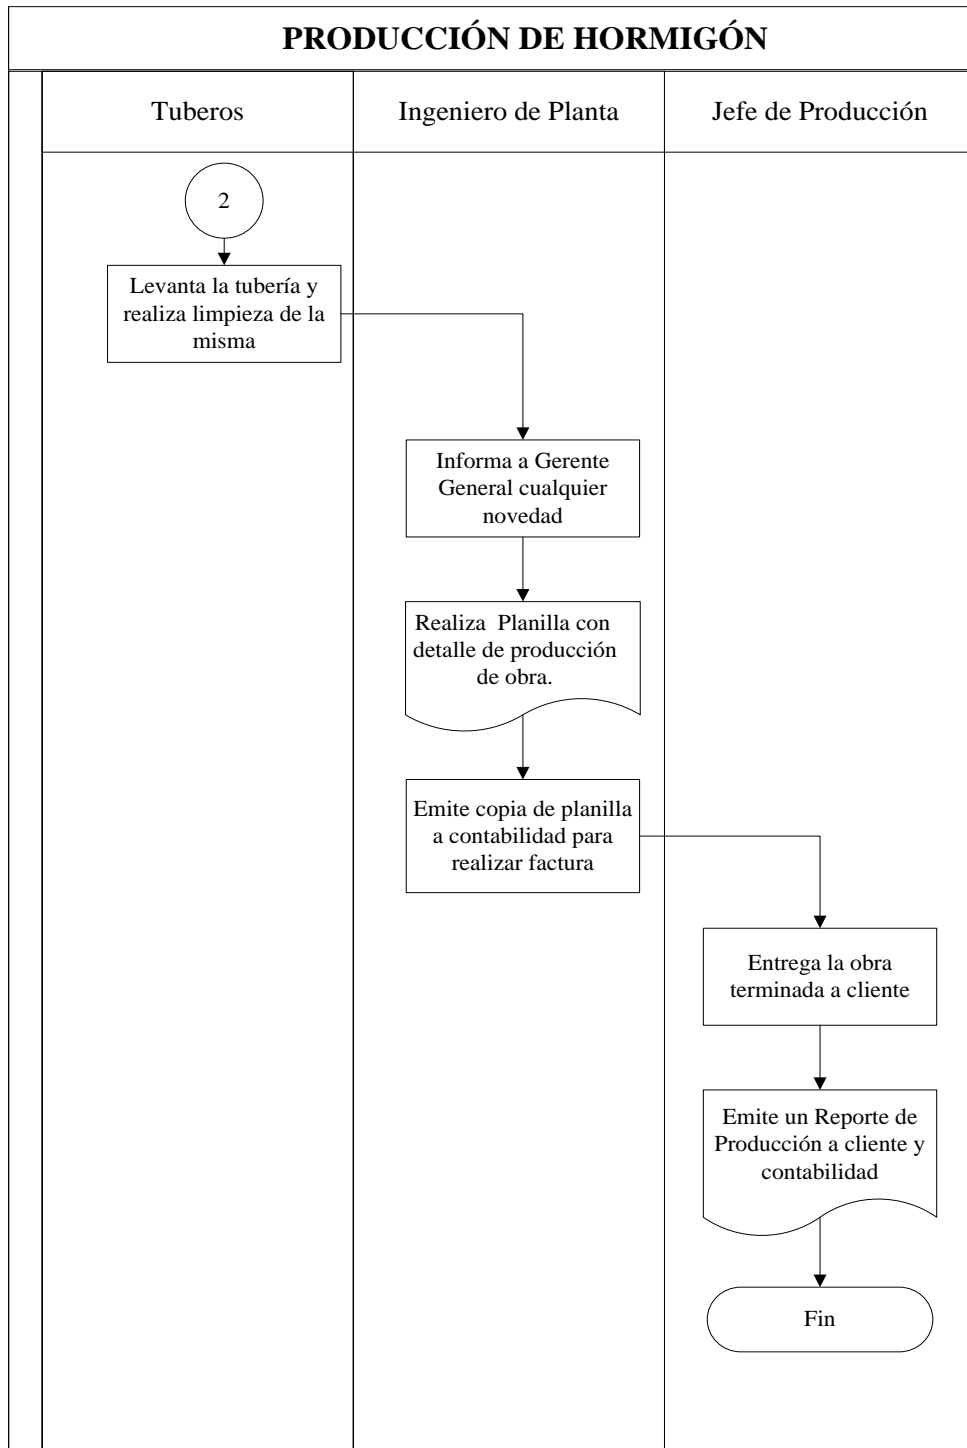 PRODUCCIÓN DE HORMIGÓN
Tuberos
Ingeniero de Planta
Jefe de Producción
2
Levanta la tubería y
realiza limpieza de la
misma
Informa a Gerente
General cualquier
novedad
Realiza Planilla con
detalle de producción
de obra.
Emite copia de planilla
a contabilidad para
realizar factura
Entrega la obra
terminada a cliente
Emite un Reporte de
Producción a cliente y
contabilidad
Fin